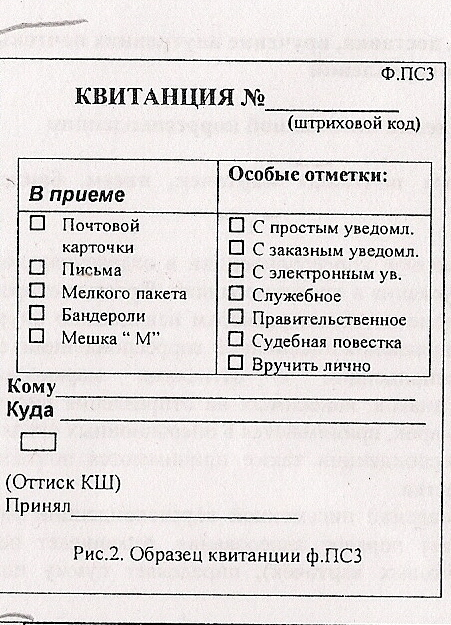 Ф.ПС3
КВИТАНЦИЯ №
(штриховой код)
В приеме
Почтовой
карточки
Письма
Мелкого пакета
Бандероли
Мешка “ М”
Особые отметки:
С простым уведомл.
С заказным уведомл.
С электронным ув.
Служебное
Правительственное
Судебная повестка
Вручить лично
Кому
Куда
(Оттиск КШ)
Принял
Рис.2. Образец квитанции ф.ПС3